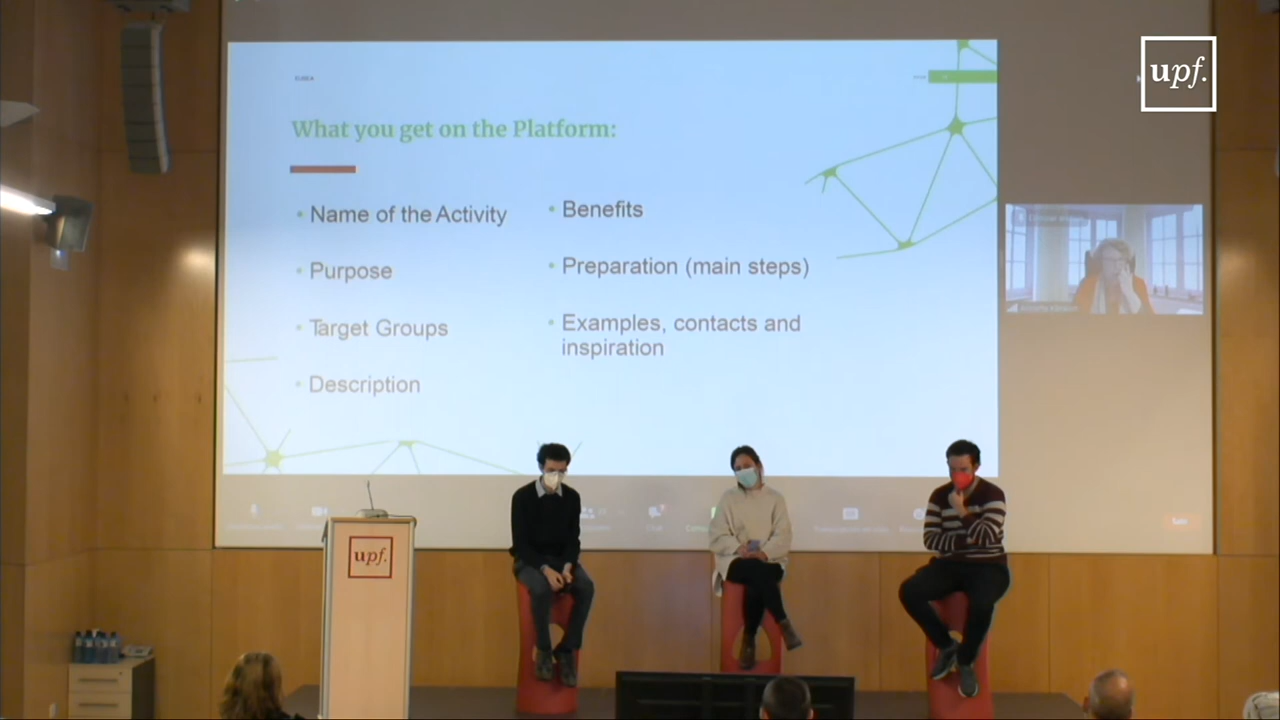 upf.
What you get on the Platform:
• Name of the Activity
• Purpose
• Target Groups
• Description
• Benefits
• Preparation (main steps)
• Examples, contacts and
inspiration
upf.